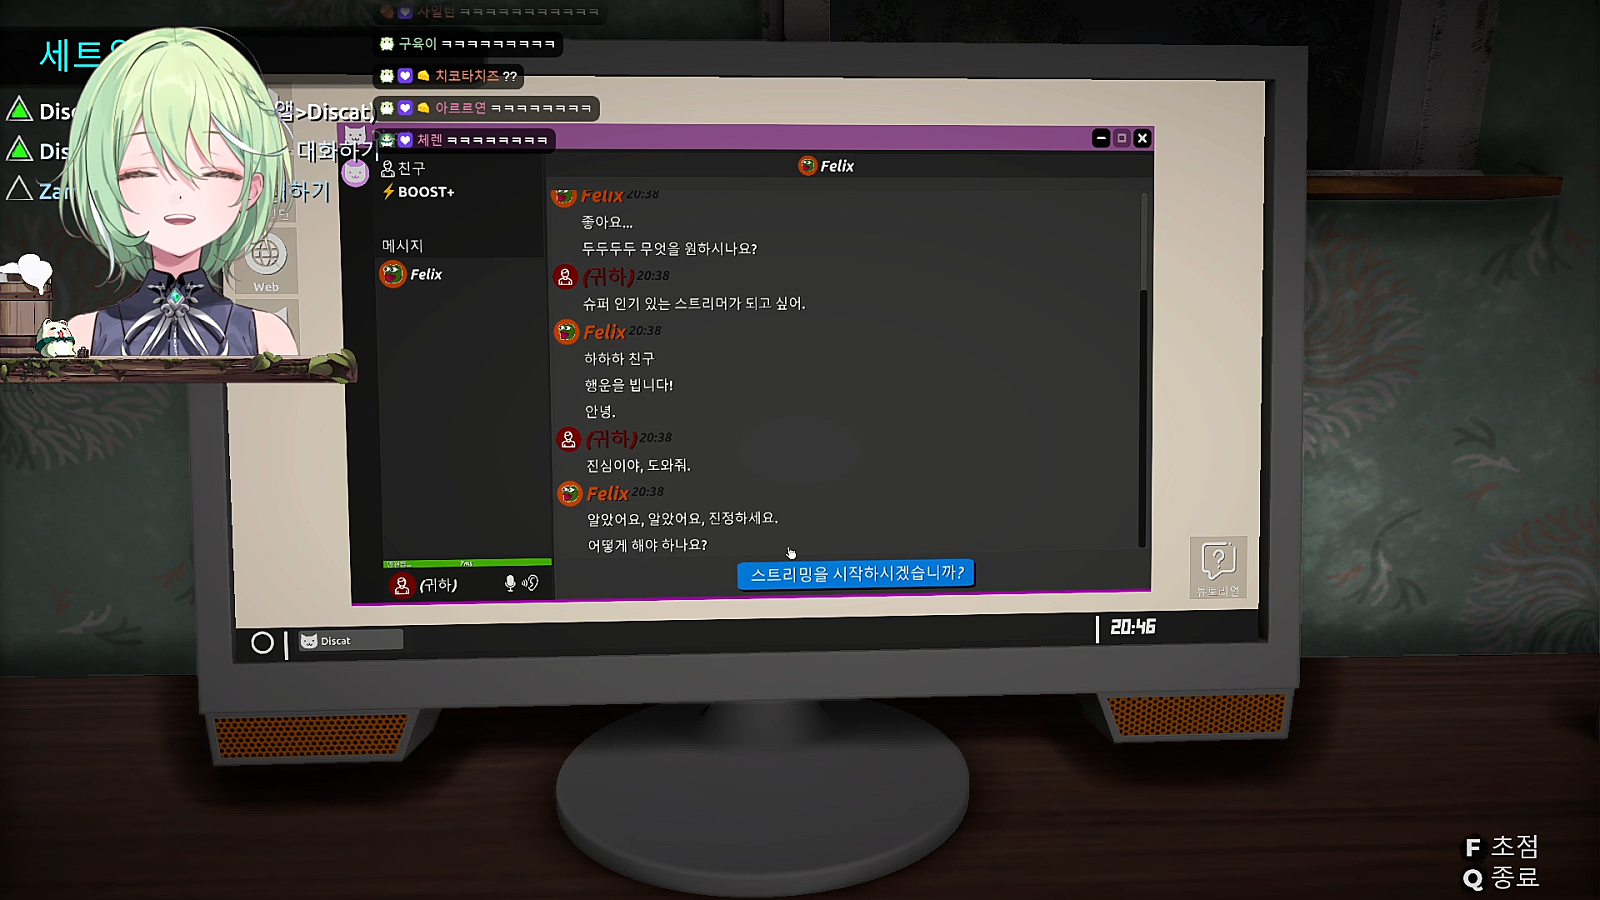 사일런 ㅋㅋㅋㅋㅋㅋㅋㅋㅋㅋㅋ
구육이 ㅋㅋㅋㅋㅋㅋㅋㅋㅋ
치코타치즈 ??
아르르연 ㅋㅋㅋㅋㅋㅋㅋㅋ
체렌 ㅋㅋㅋㅋㅋㅋㅋㅋ
세트
앱>Discat)
대화하기
하기
Web
친구
BOOST+
메시지
Felix
Felix
Felix 20:38
좋아요...
두두두두 무엇을 원하시나요?
(귀하) 20:38
슈퍼 인기 있는 스트리머가 되고 싶어.
Felix 20:38
하하하 친구
행운을 빕니다!
안녕.
(귀하) 20:38
진심이야, 도와줘.
Felix 20:38
알았어요, 알았어요, 진정하세요.
어떻게 해야 하나요?
스트리밍을 시작하시겠습니까?
7ms
(귀하)
튜토리얼
Discat
20:46
F 초점
Q 종료